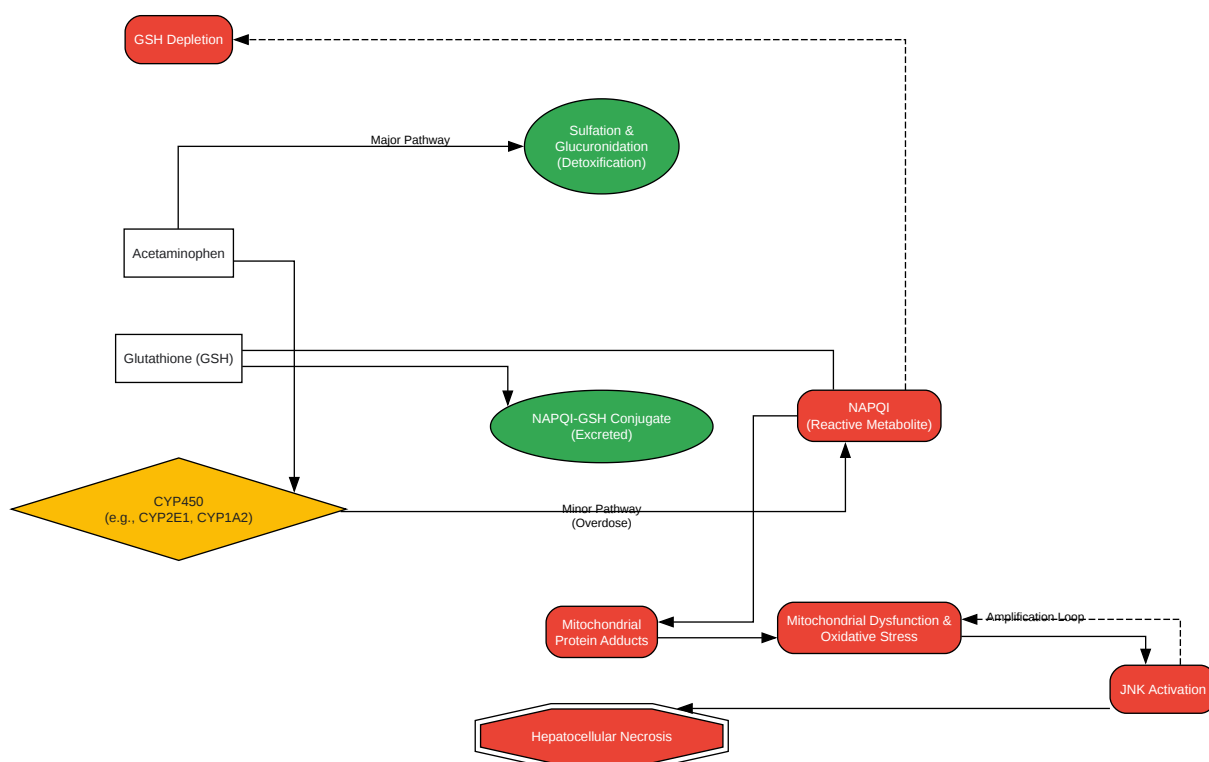 GSH Depletion
Major Pathway
Sulfation &
Glucuronidation
(Detoxification)
Acetaminophen
Glutathione (GSH)
NAPQI-GSH Conjugate
(Excreted)
NAPQI
(Reactive Metabolite)
CYP450
(e.g., CYP2E1, CYP1A2)
Minor Pathway
(Overdose)
Mitochondrial
Protein Adducts
Mitochondrial Dysfunction &
Oxidative Stress
Amplification Loop
JNK Activation
Hepatocellular Necrosis